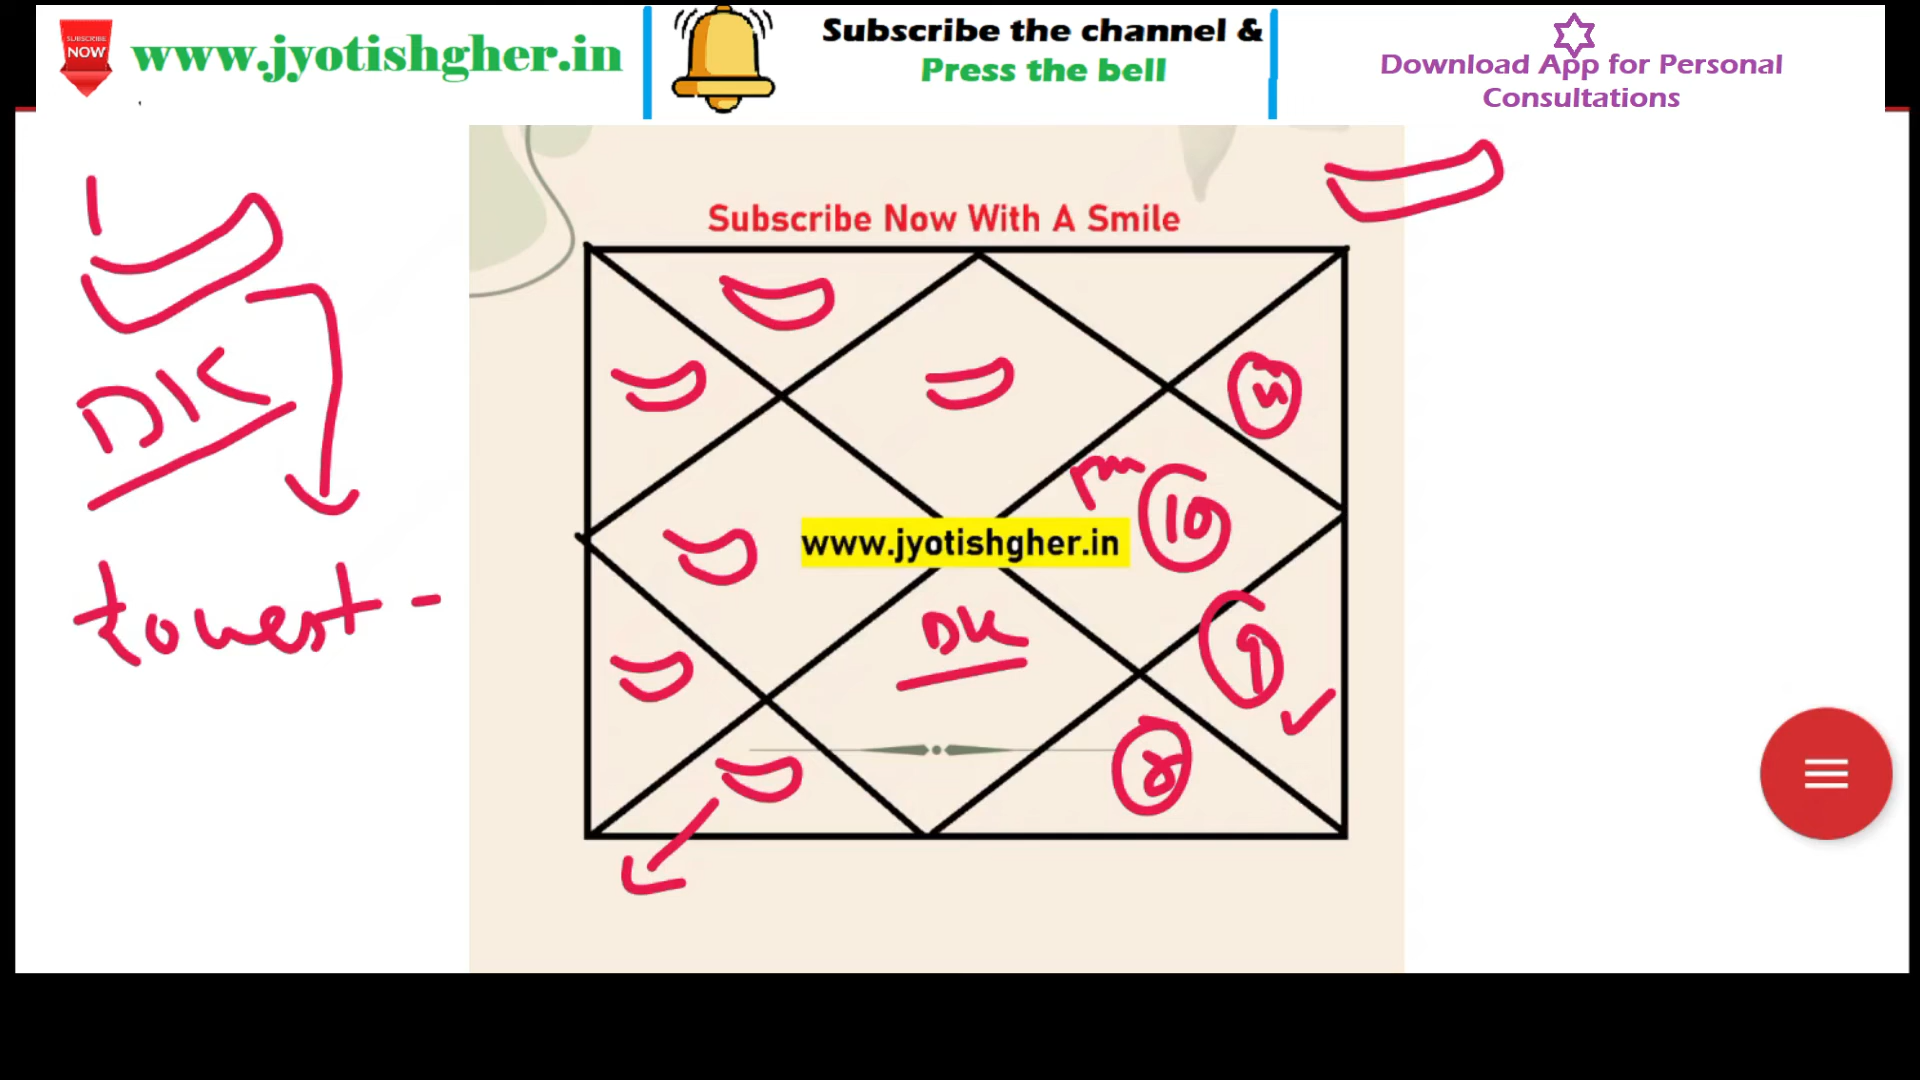 SUBSCRIBE
NOW
www.jyotishgher.in
Subscribe the channel &
Press the bell
Download App for Personal
Consultations
Subscribe Now With A Smile
DK
10
www.jyotishgher.in
DK
9
8